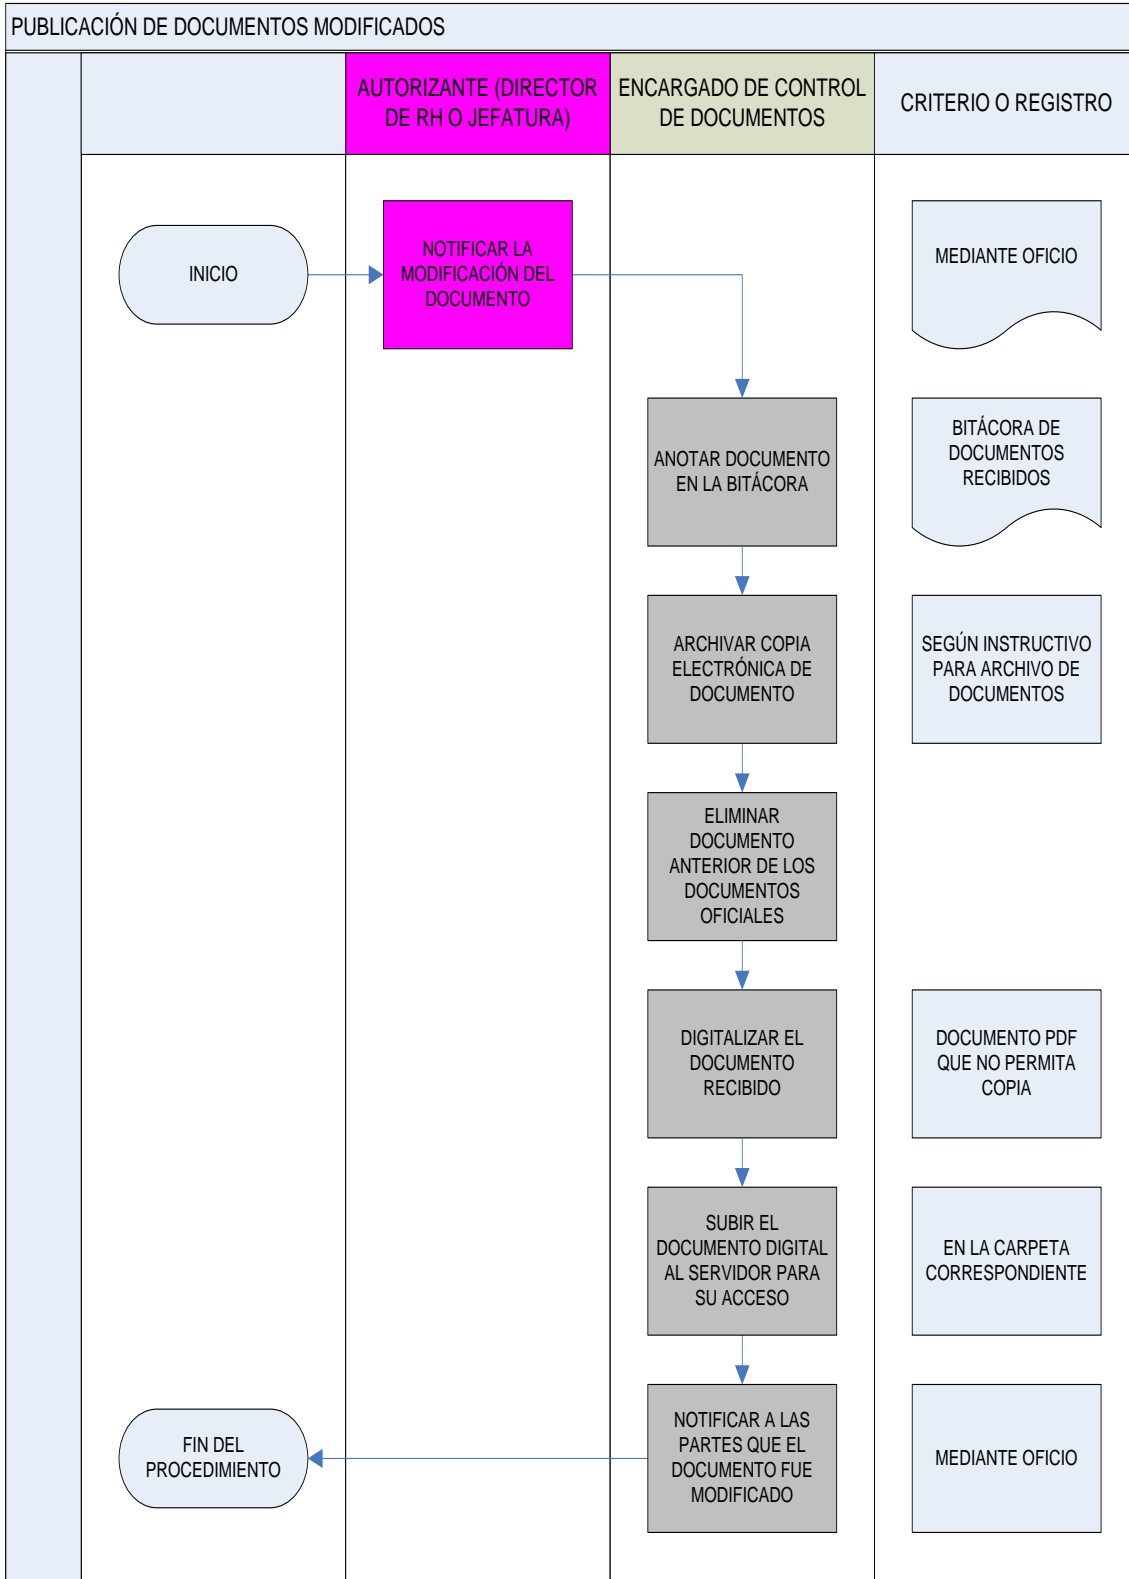 PUBLICACIÓN DE DOCUMENTOS MODIFICADOS
AUTORIZANTE (DIRECTOR
DE RH O JEFATURA)
ENCARGADO DE CONTROL
DE DOCUMENTOS
CRITERIO O REGISTRO
INICIO
NOTIFICAR LA
MODIFICACIÓN DEL
DOCUMENTO
MEDIANTE OFICIO
ANOTAR DOCUMENTO
EN LA BITÁCORA
BITÁCORA DE
DOCUMENTOS
RECIBIDOS
ARCHIVAR COPIA
ELECTRÓNICA DE
DOCUMENTO
SEGÚN INSTRUCTIVO
PARA ARCHIVO DE
DOCUMENTOS
ELIMINAR
DOCUMENTO
ANTERIOR DE LOS
DOCUMENTOS
OFICIALES
DIGITALIZAR EL
DOCUMENTO
RECIBIDO
DOCUMENTO PDF
QUE NO PERMITA
COPIA
SUBIR EL
DOCUMENTO DIGITAL
AL SERVIDOR PARA
SU ACCESO
EN LA CARPETA
CORRESPONDIENTE
FIN DEL
PROCEDIMIENTO
NOTIFICAR A LAS
PARTES QUE EL
DOCUMENTO FUE
MODIFICADO
MEDIANTE OFICIO